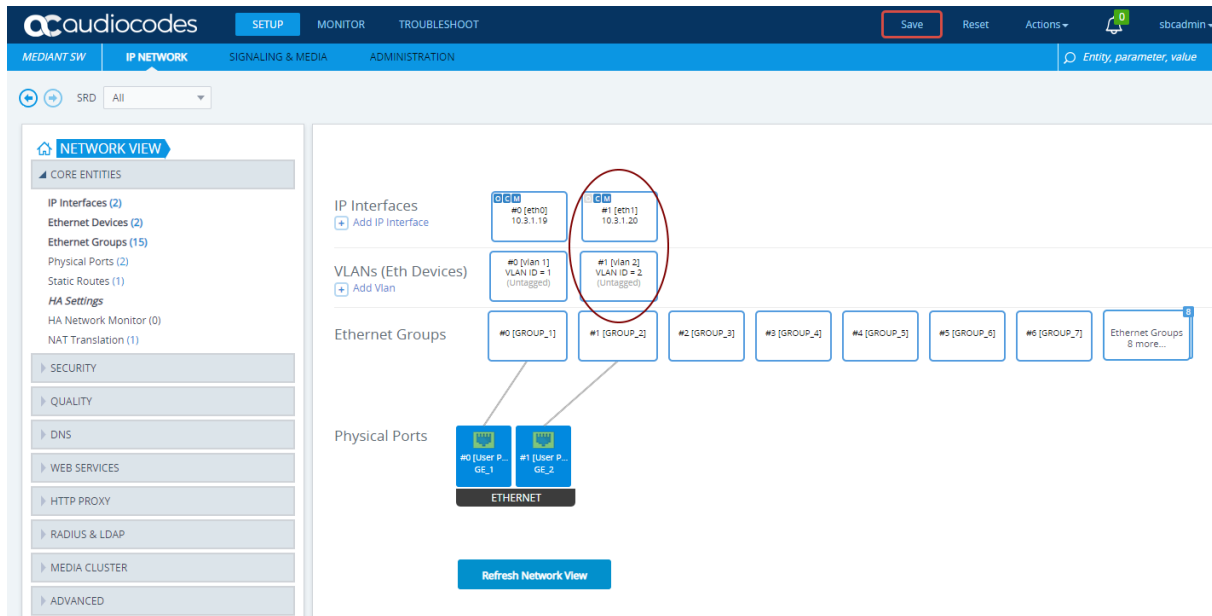 audiocodes SETUP MONITOR TROUBLESHOOT Save Reset Actions 0 sbcadmin
MEDIANT SW IP NETWORK SIGNALING & MEDIA ADMINISTRATION Entity, parameter, value
SRD All
NETWORK VIEW
CORE ENTITIES
IP Interfaces (2)
Ethernet Devices (2)
Ethernet Groups (15)
Physical Ports (2)
Static Routes (1)
HA Settings
HA Network Monitor (0)
NAT Translation (1)
SECURITY
QUALITY
DNS
WEB SERVICES
HTTP PROXY
RADIUS & LDAP
MEDIA CLUSTER
ADVANCED
IP Interfaces
+ Add IP Interface
O C M
#0 [eth0]
10.3.1.19
C M
#1 [eth1]
10.3.1.20
VLANs (Eth Devices)
+ Add Vlan
#0 [vlan 1]
VLAN ID = 1
(Untagged)
#1 [vlan 2]
VLAN ID = 2
(Untagged)
Ethernet Groups
#0 [GROUP_1] #1 [GROUP_2] #2 [GROUP_3] #3 [GROUP_4] #4 [GROUP_5] #5 [GROUP_6] #6 [GROUP_7]
8
Ethernet Groups
8 more...
Physical Ports
#0 [User P...
GE_1
#1 [User P...
GE_2
ETHERNET
Refresh Network View